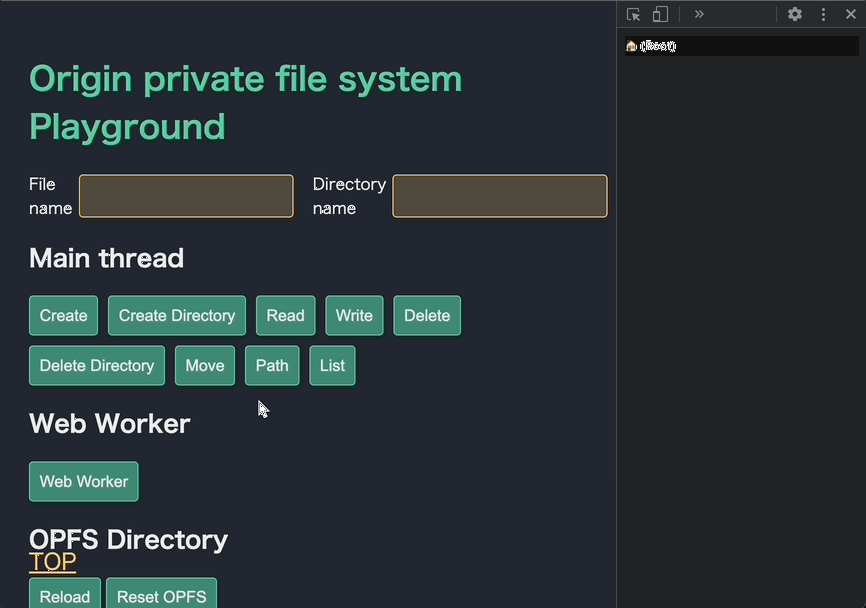 Origin private file system
Playground
File
name
Directory
name
Main thread
Create Create Directory Read Write Delete
Delete Directory Move Path List
Web Worker
Web Worker
OPFS Directory
TOP
Reload Reset OPFS